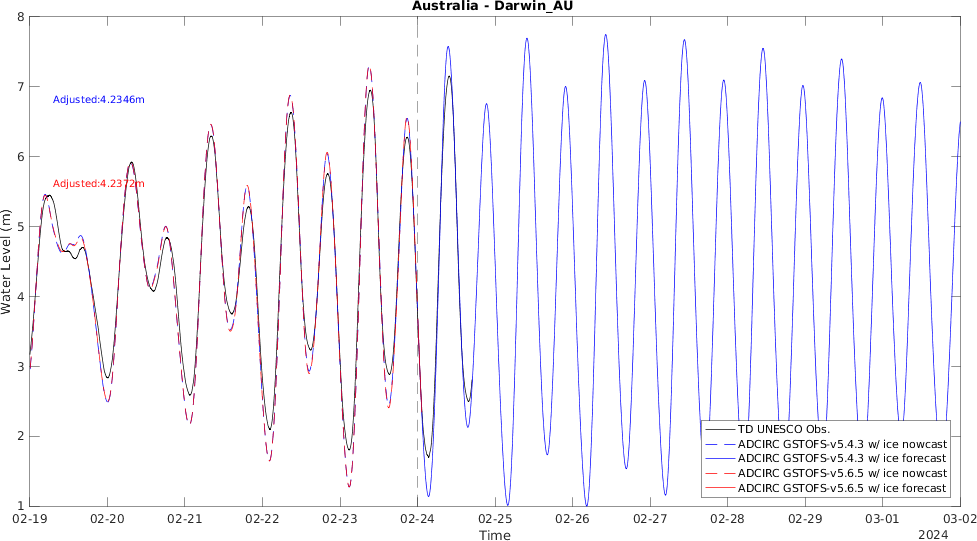 Australia - Darwin_AU
8
7
6
5
4
3
2
1
Water Level (m)
Adjusted:4.2346m
Adjusted:4.2372m
TD UNESCO Obs.
ADCIRC GSTOFS-v5.4.3 w/ ice nowcast
ADCIRC GSTOFS-v5.4.3 w/ ice forecast
ADCIRC GSTOFS-v5.6.5 w/ ice nowcast
ADCIRC GSTOFS-v5.6.5 w/ ice forecast
02-19 02-20 02-21 02-22 02-23 02-24 02-25 02-26 02-27 02-28 02-29 03-01 03-02
Time
2024